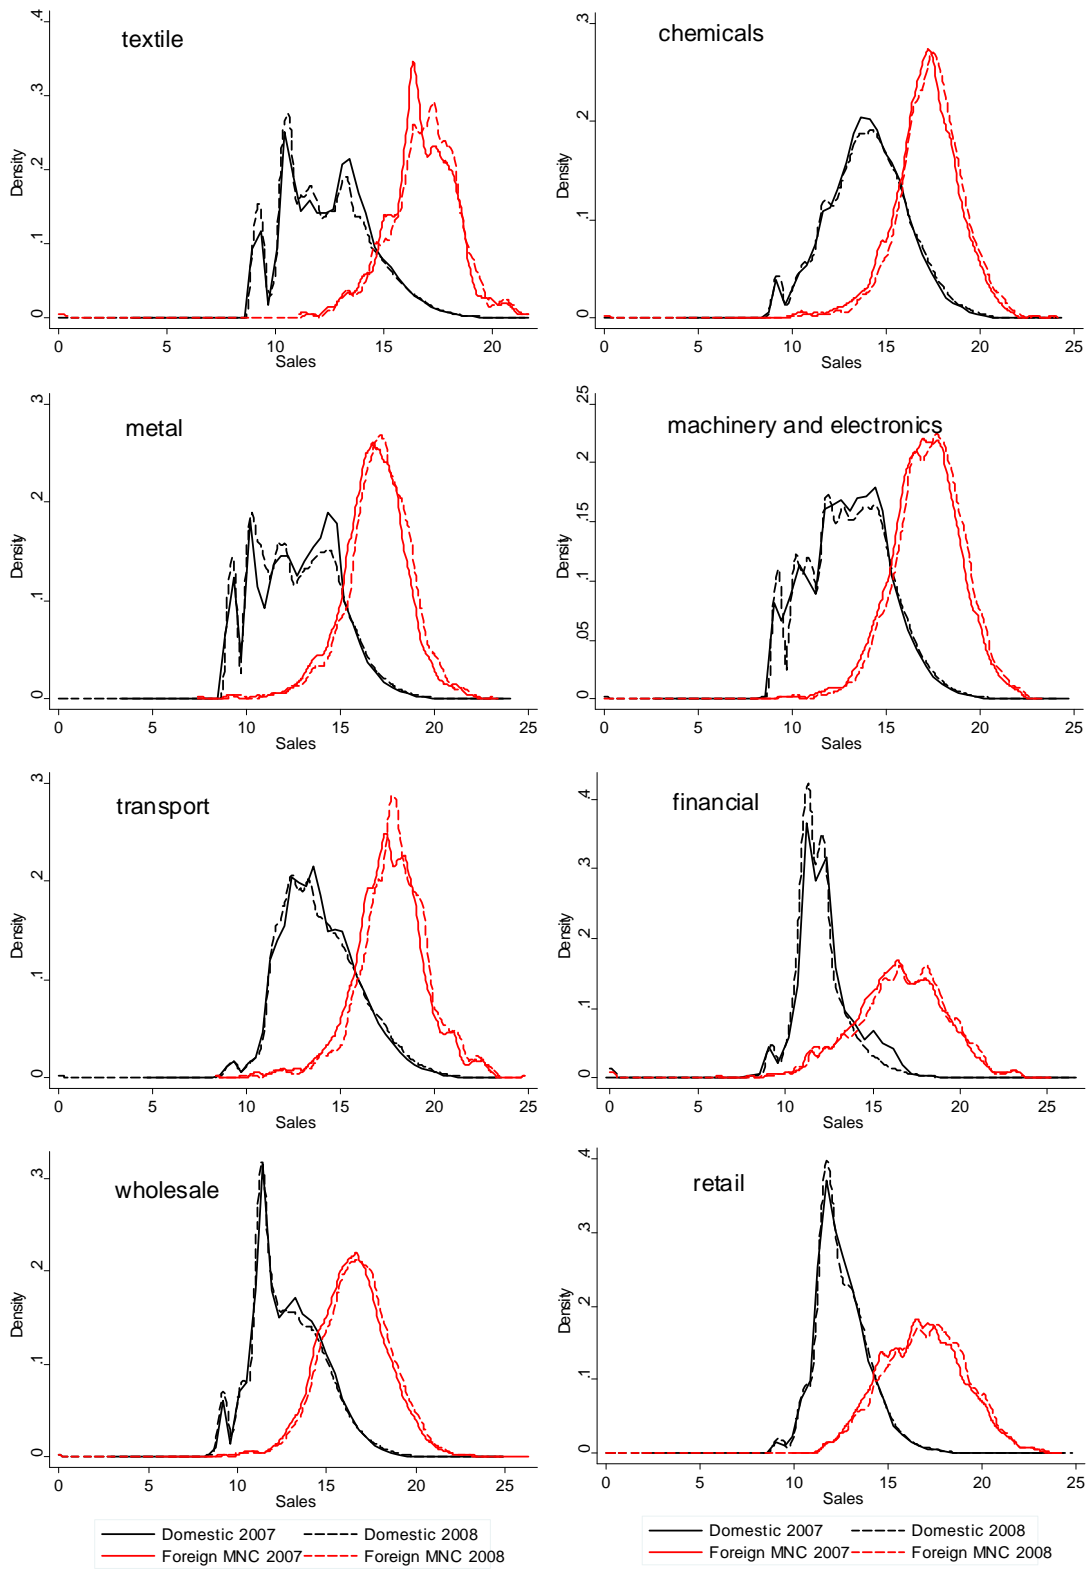 textile
Density
0 .1 .2 .3 .4
0 5 10 15 20
Sales
chemicals
Density
0 .1 .2 .3
0 5 10 15 20 25
Sales
metal
Density
0 .1 .2 .3
0 5 10 15 20 25
Sales
machinery and electronics
Density
0 .05 .1 .15 .2 .25
0 5 10 15 20 25
Sales
transport
Density
0 .1 .2 .3
0 5 10 15 20 25
Sales
financial
Density
0 .1 .2 .3 .4
0 5 10 15 20 25
Sales
wholesale
Density
0 .1 .2 .3
0 5 10 15 20 25
Sales
retail
Density
0 .1 .2 .3 .4
0 5 10 15 20 25
Sales
Domestic 2007 Domestic 2008
Foreign MNC 2007 Foreign MNC 2008
Domestic 2007 Domestic 2008
Foreign MNC 2007 Foreign MNC 2008